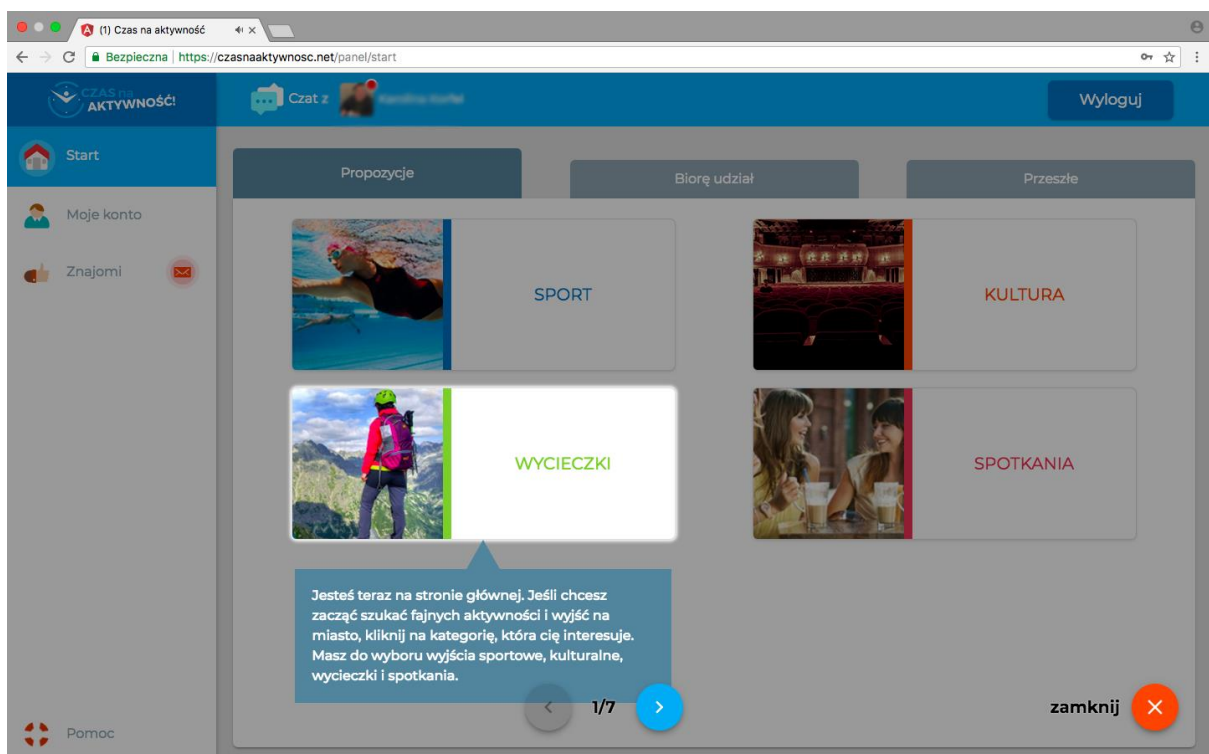 (1) Czas na aktywność
Bezpieczna | https://czasnaaktywnosc.net/panel/start
CZAS na
AKTYWNOŚĆ!
Czat z
Wyloguj
Start
Moje konto
Znajomi
Propozycje
Biorę udział
Przeszłe
SPORT
KULTURA
WYCIECZKI
SPOTKANIA
Jesteś teraz na stronie głównej. Jeśli chcesz
zacząć szukać fajnych aktywności i wyjść na
miasto, kliknij na kategorię, która cię interesuje.
Masz do wyboru wyjścia sportowe, kulturalne,
wycieczki i spotkania.
1/7
zamknij
Pomoc